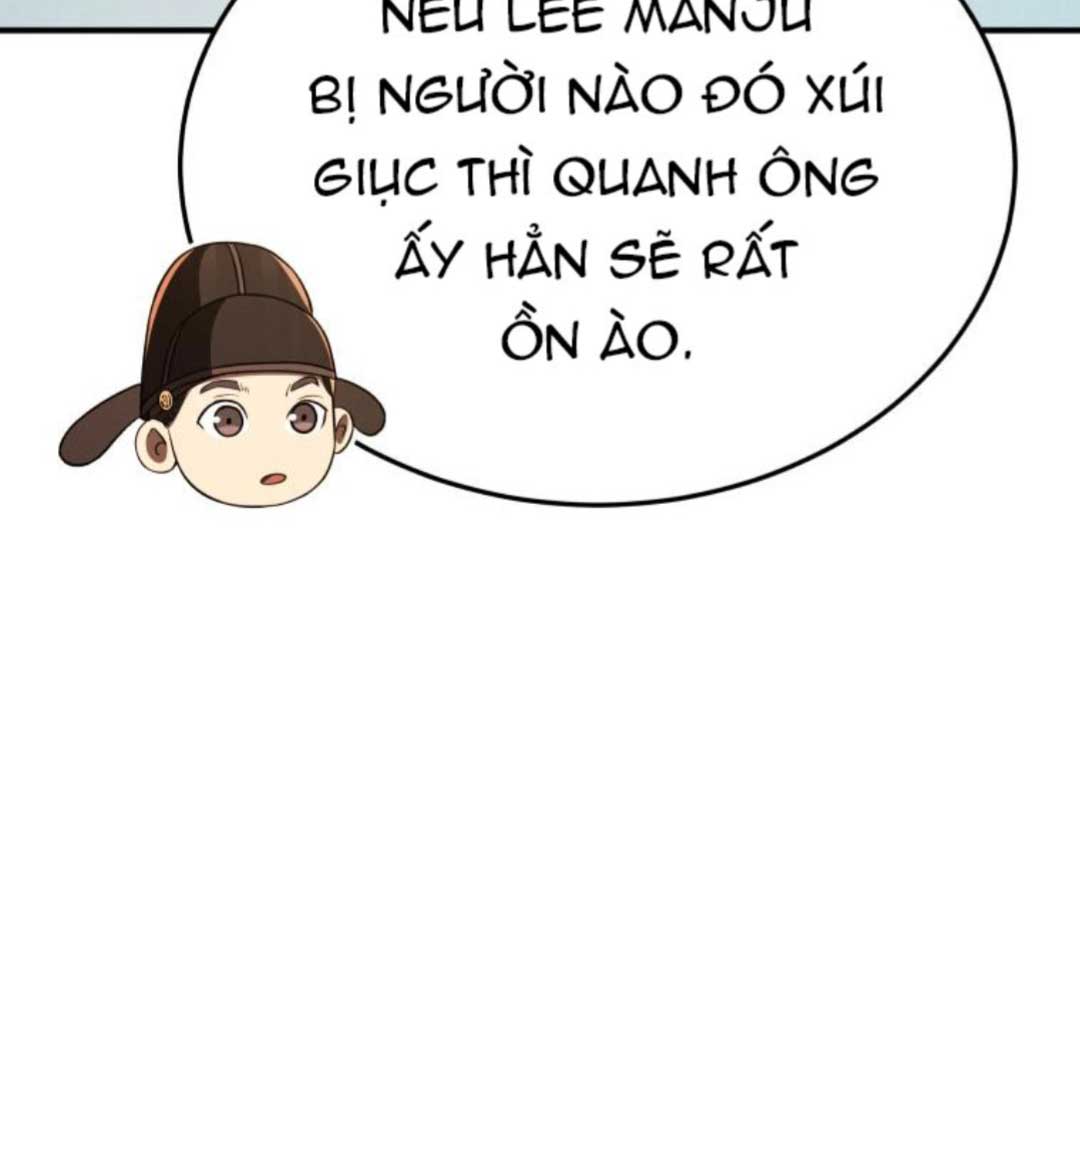 NẾU LEE MANJU
BỊ NGƯỜI NÀO ĐÓ XÚI
GIỤC THÌ QUANH ÔNG
ẤY HẲN SẼ RẤT
ỒN ÀO.